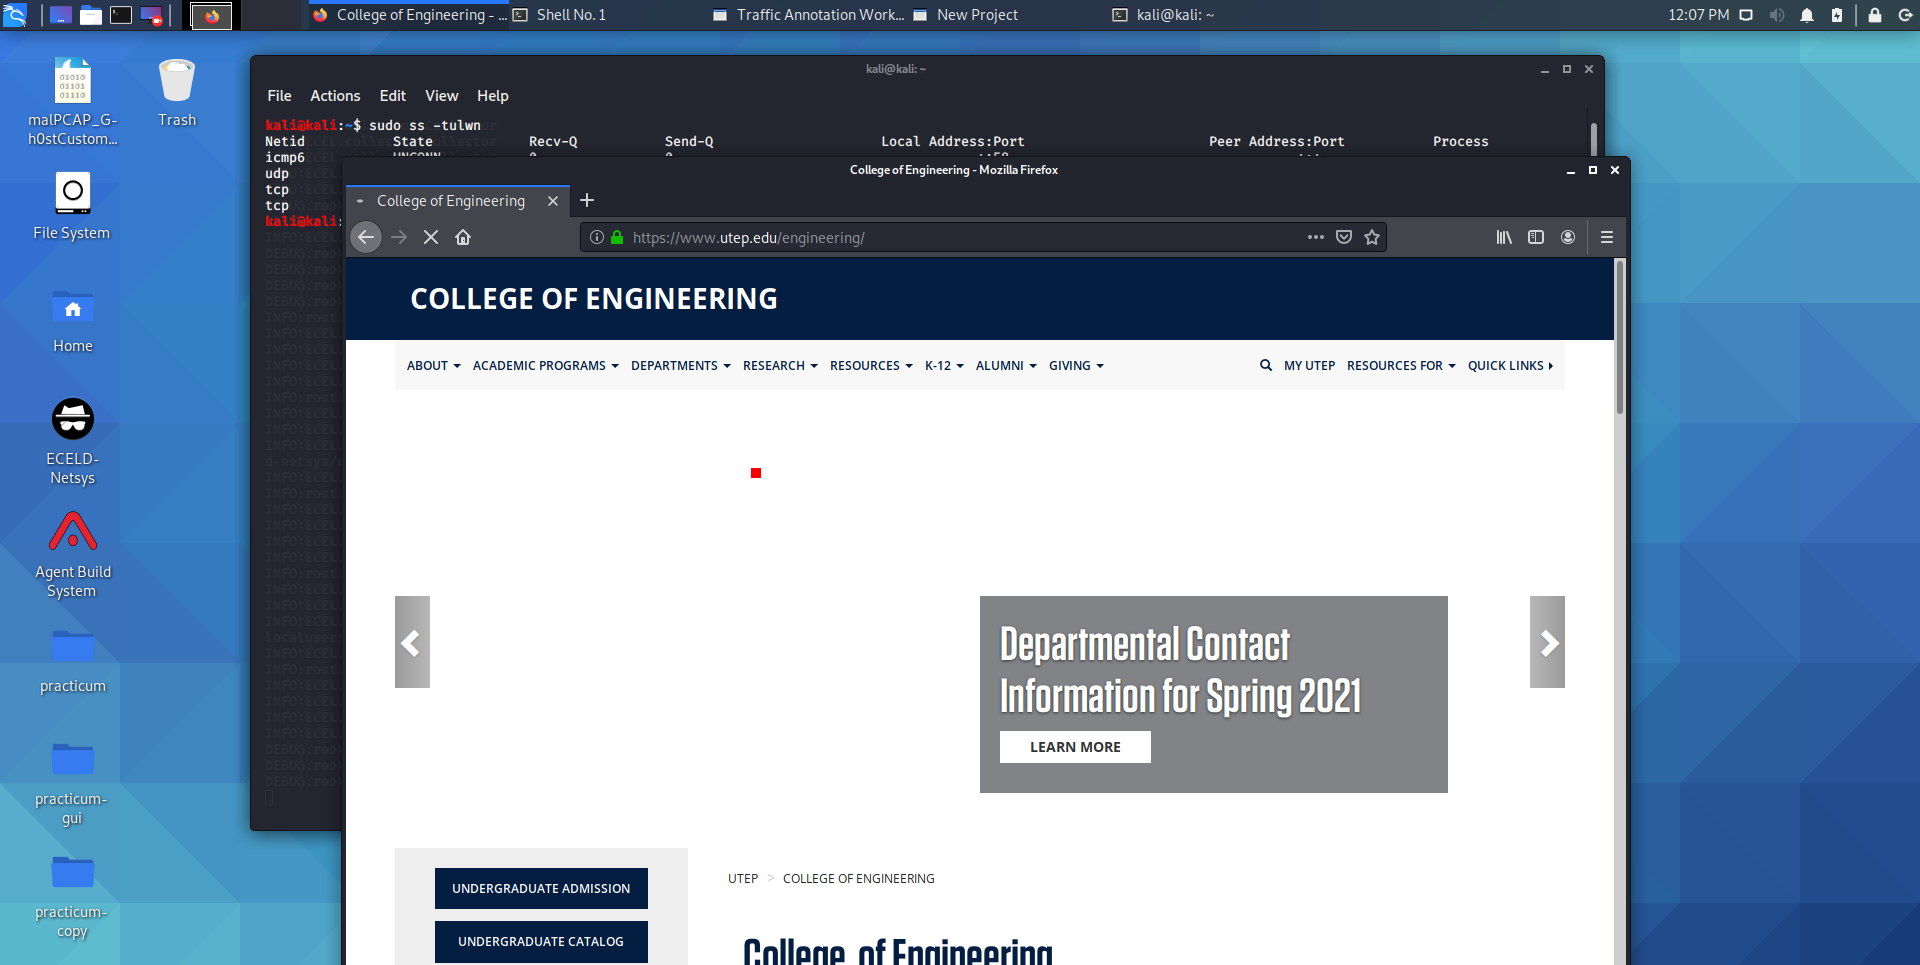 College of Engineering - ...
Shell No. 1
Traffic Annotation Work...
New Project
kali@kali: ~
12:07 PM
malPCAP_G-
h0stCustom...
Trash
File System
Home
ECELD-
Netsys
Agent Build
System
practicum
practicum-
gui
practicum-
copy
kali@kali: ~
File Actions Edit View Help
kali@kali:~$ sudo ss -tulwn
Netid State Recv-Q Send-Q Local Address:Port Peer Address:Port Process
icmp6 UNCONN 0 0
udp
tcp
tcp
kali@kali:
College of Engineering - Mozilla Firefox
College of Engineering
https://www.utep.edu/engineering/
COLLEGE OF ENGINEERING
ABOUT ACADEMIC PROGRAMS DEPARTMENTS RESEARCH RESOURCES K-12 ALUMNI GIVING MY UTEP RESOURCES FOR QUICK LINKS
Departmental Contact
Information for Spring 2021
LEARN MORE
UNDERGRADUATE ADMISSION
UNDERGRADUATE CATALOG
UTEP > COLLEGE OF ENGINEERING
College of Engineering